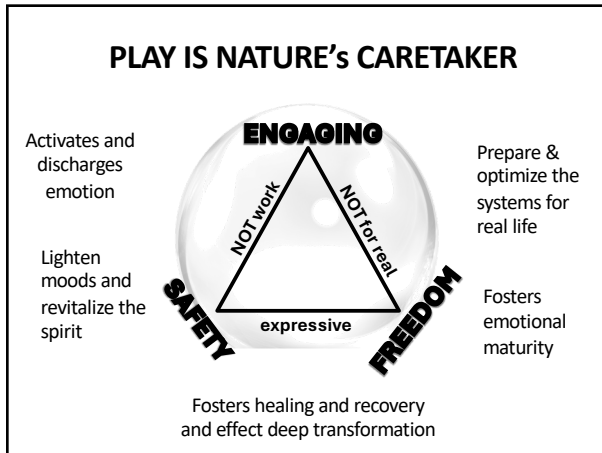 PLAY IS NATURE's CARETAKER
ENGAGING
Activates and
discharges
emotion
Prepare &
optimize the
systems for
real life
NOT work
NOT for real
Lighten
moods and
revitalize the
spirit
SAFETY
expressive
FREEDOM
Fosters
emotional
maturity
Fosters healing and recovery
and effect deep transformation